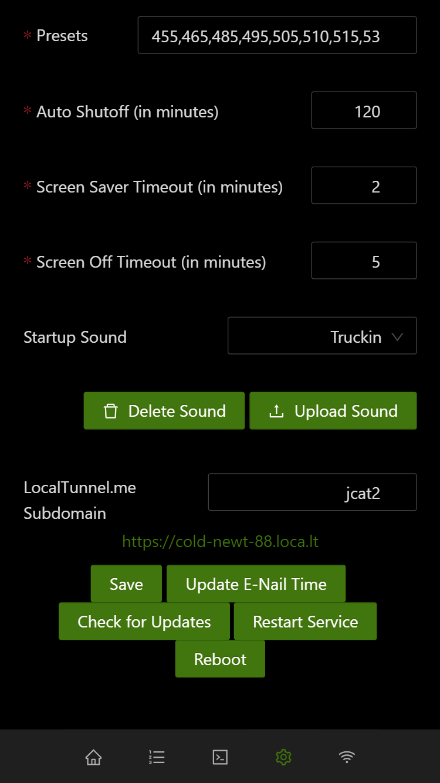 * Presets 455,465,485,495,505,510,515,53
* Auto Shutoff (in minutes) 120
* Screen Saver Timeout (in minutes) 2
* Screen Off Timeout (in minutes) 5
Startup Sound Truckin
Delete Sound Upload Sound
LocalTunnel.me
Subdomain jcat2
https://cold-newt-88.loca.lt
Save Update E-Nail Time
Check for Updates Restart Service
Reboot